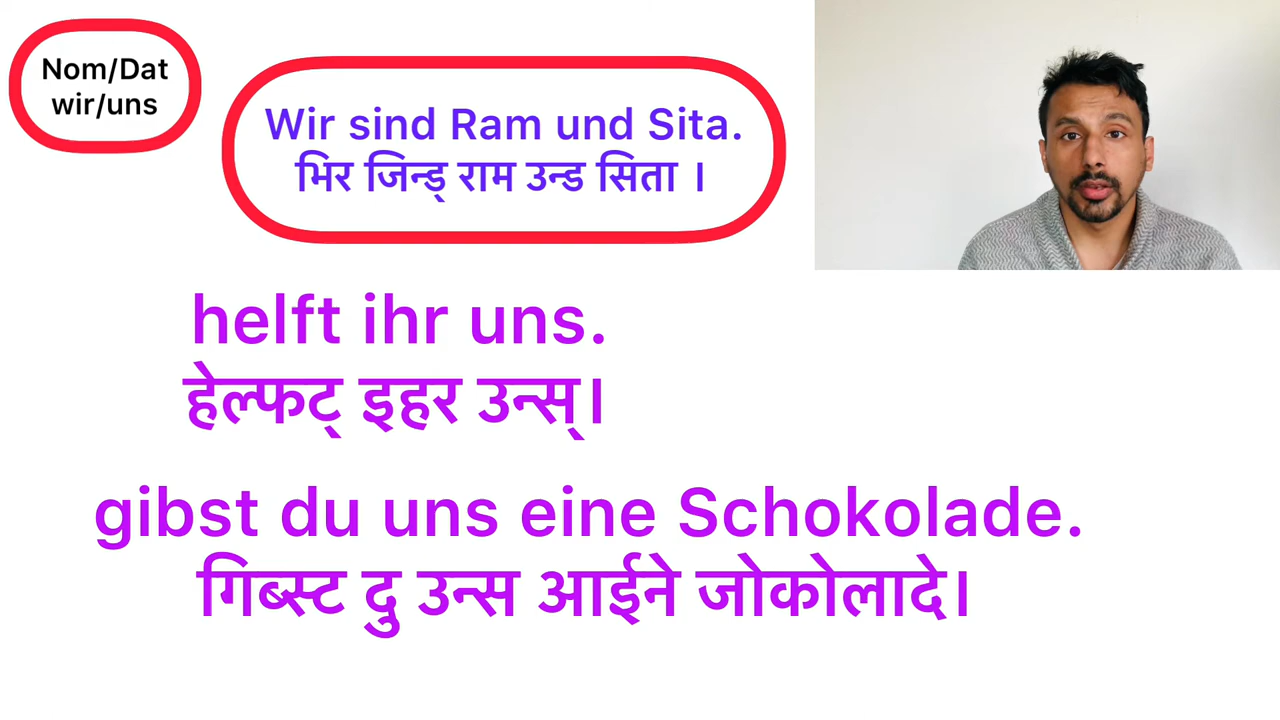 Nom/Dat
wir/uns
Wir sind Ram und Sita.
भिर जिन्ड् राम उन्ड सिता ।
helft ihr uns.
हेल्फट् इहर उन्स्।
gibst du uns eine Schokolade.
गिब्स्ट दु उन्स आईने जोकोलादे।